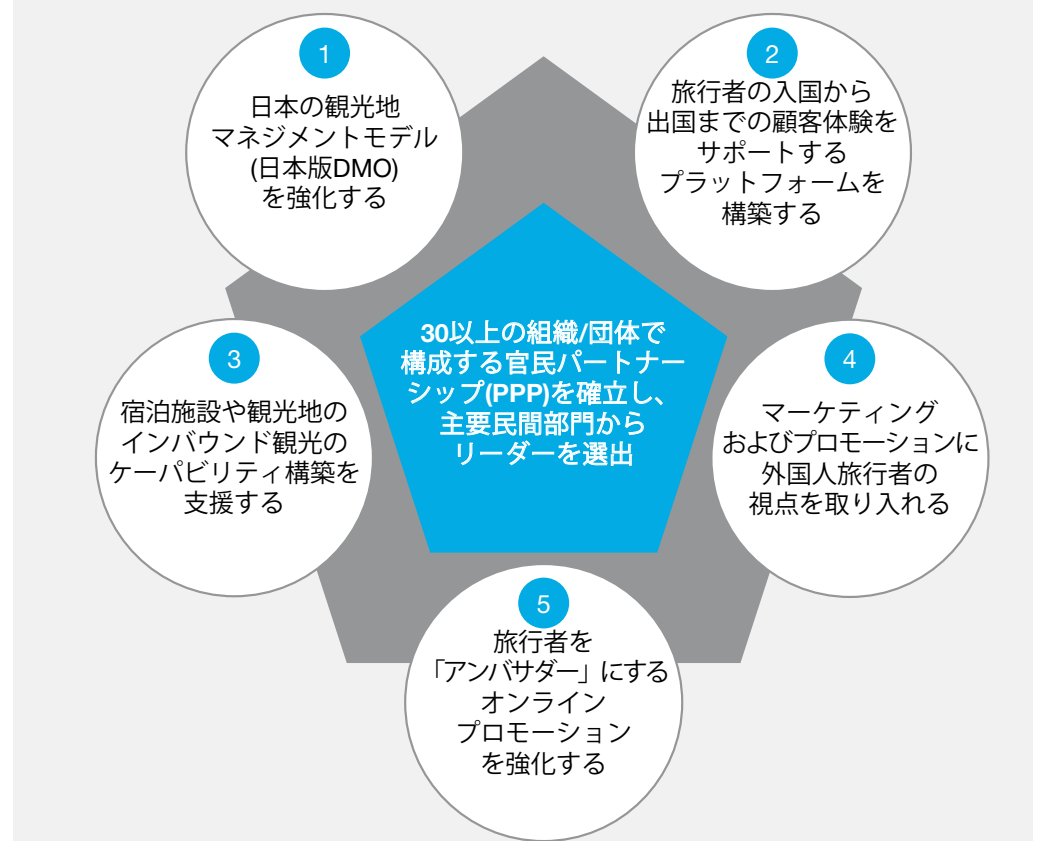 1
日本の観光地
マネジメントモデル
(日本版DMO)
を強化する
2
旅行者の入国から
出国までの顧客体験を
サポートする
プラットフォームを
構築する
30以上の組織/団体で
構成する官民パートナー
シップ(PPP)を確立し、
主要民間部門から
リーダーを選出
3
宿泊施設や観光地の
インバウンド観光の
ケーパビリティ構築を
支援する
4
マーケティング
およびプロモーションに
外国人旅行者の
視点を取り入れる
5
旅行者を
「アンバサダー」にする
オンライン
プロモーション
を強化する